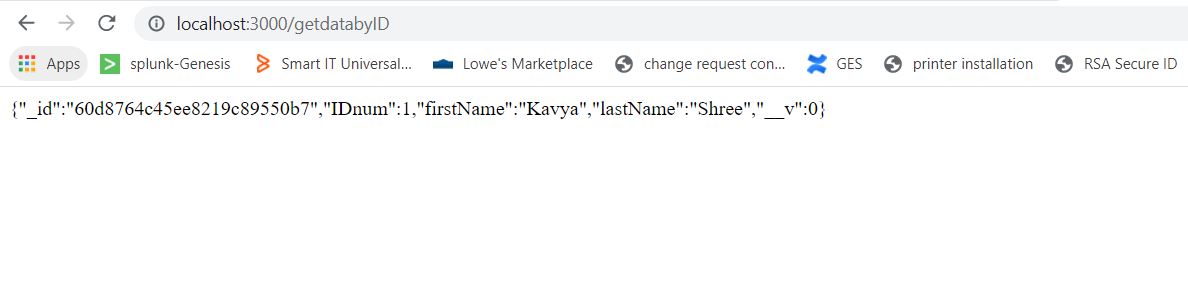 localhost:3000/getdatabyID
Apps splunk-Genesis Smart IT Universal... Lowe's Marketplace change request con... GES printer installation RSA Secure ID
{"_id":"60d8764c45ee8219c89550b7","IDnum":1,"firstName":"Kavya","lastName":"Shree","__v":0}